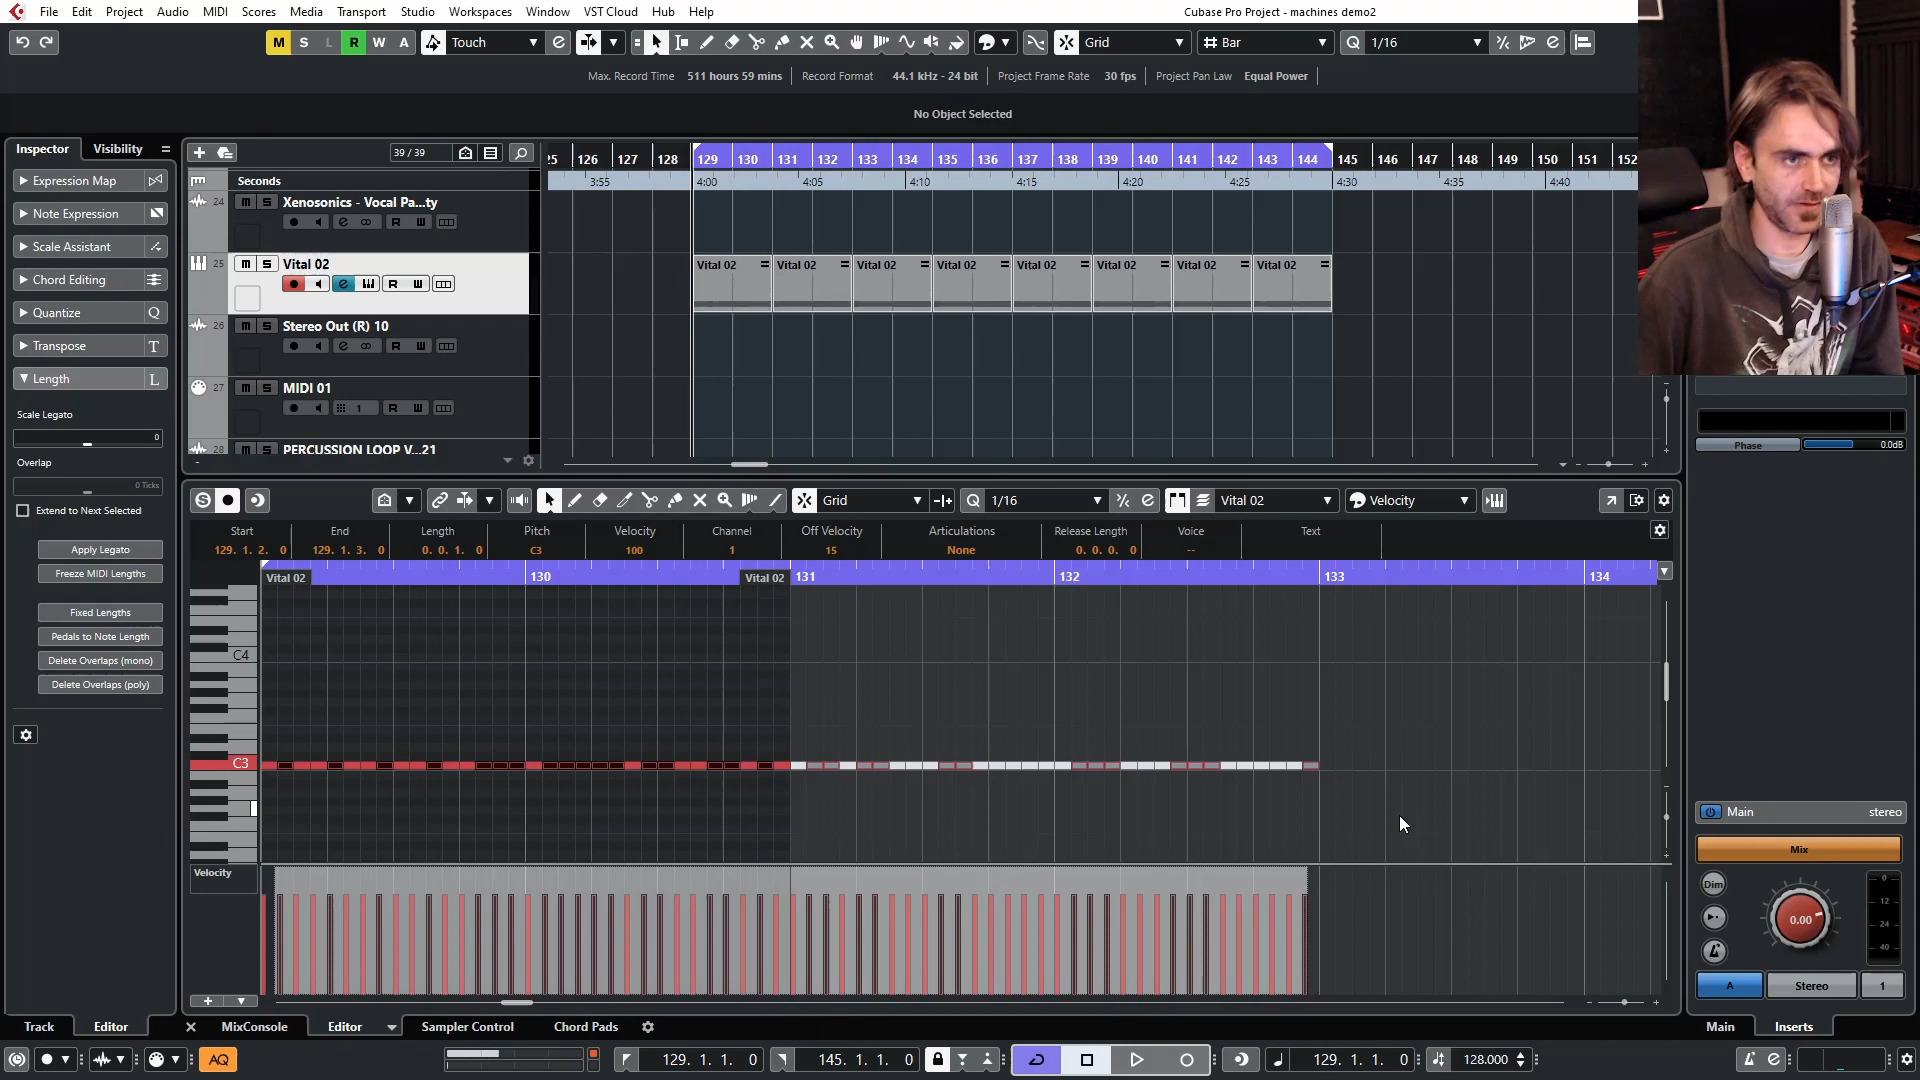 File Edit Project Audio MIDI Scores Media Transport Studio Workspaces Window VST Cloud Hub Help
Cubase Pro Project - machines demo2
M S L R W A Touch Grid Bar Q 1/16
Max. Record Time 511 hours 59 mins Record Format 44.1 kHz - 24 bit Project Frame Rate 30 fps Project Pan Law Equal Power
No Object Selected
Inspector Visibility
Expression Map
Note Expression
Scale Assistant
Chord Editing
Quantize Q
Transpose T
Length L
Scale Legato
0
Overlap
0 Ticks
Extend to Next Selected
Apply Legato
Freeze MIDI Lengths
Fixed Lengths
Pedals to Note Length
Delete Overlaps (mono)
Delete Overlaps (poly)
39 / 39
25 126 127 128 129 130 131 132 133 134 135 136 137 138 139 140 141 142 143 144 145 146 147 148 149 150 151 152
Seconds
3:55 4:00 4:05 4:10 4:15 4:20 4:25 4:30 4:35 4:40
24 m S Xenosonics - Vocal Pa...ty
R W
25 m S Vital 02
R W
Vital 02 Vital 02 Vital 02 Vital 02 Vital 02 Vital 02 Vital 02 Vital 02
26 m S Stereo Out (R) 10
R W
27 m S MIDI 01
1 R W
28 m S PERCUSSION LOOP V...21
Grid Q 1/16 Vital 02 Velocity
Start End Length Pitch Velocity Channel Off Velocity Articulations Release Length Voice Text
129. 1. 2. 0 129. 1. 3. 0 0. 0. 1. 0 C3 100 1 15 None 0. 0. 0. 0 --
Vital 02 130 Vital 02 131 132 133 134
C4
C3
Velocity
Phase 0.0dB
Main stereo
Mix
Dim
0.00
0
12
24
40
A Stereo 1
Track Editor MixConsole Editor Sampler Control Chord Pads Main Inserts
AQ 129. 1. 1. 0 145. 1. 1. 0 129. 1. 1. 0 128.000